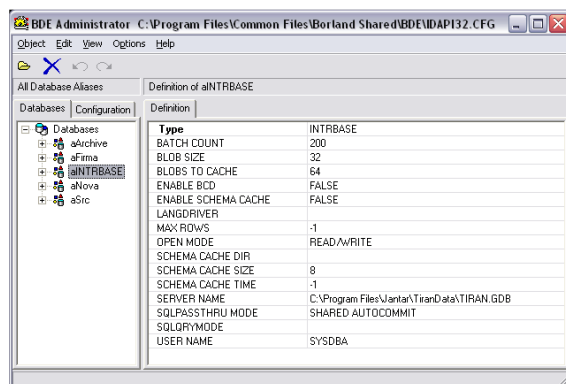 BDE Administrator C:\Program Files\Common Files\Borland Shared\BDE\IDAPI32.CFG
Object Edit View Options Help
All Database Aliases
Definition of aINTRBASE
Databases Configuration
Definition
Databases
aArchive
aFirma
aINTRBASE
aNova
aSrc
Type INTRBASE
BATCH COUNT 200
BLOB SIZE 32
BLOBS TO CACHE 64
ENABLE BCD FALSE
ENABLE SCHEMA CACHE FALSE
LANGDRIVER
MAX ROWS -1
OPEN MODE READ/WRITE
SCHEMA CACHE DIR
SCHEMA CACHE SIZE 8
SCHEMA CACHE TIME -1
SERVER NAME C:\Program Files\Jantar\TiranData\TIRAN.GDB
SQLPASSTHRU MODE SHARED AUTOCOMMIT
SQLQRYMODE
USER NAME SYSDBA